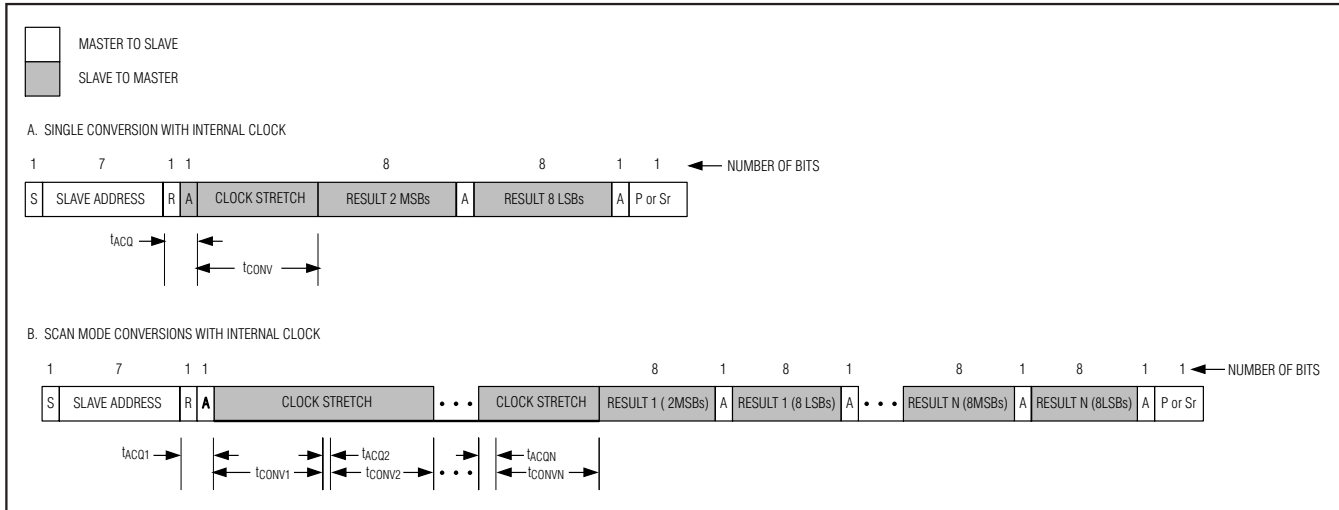 MASTER TO SLAVE
SLAVE TO MASTER
A. SINGLE CONVERSION WITH INTERNAL CLOCK
1 7 1 1 8 8 1 1 NUMBER OF BITS
S SLAVE ADDRESS R A CLOCK STRETCH RESULT 2 MSBs A RESULT 8 LSBs A P or Sr
tACQ
tCONV
B. SCAN MODE CONVERSIONS WITH INTERNAL CLOCK
1 7 1 1 8 1 8 1 8 1 8 1 1 NUMBER OF BITS
S SLAVE ADDRESS R A CLOCK STRETCH • • • CLOCK STRETCH RESULT 1 ( 2MSBs) A RESULT 1 (8 LSBs) A • • • RESULT N (8MSBs) A RESULT N (8LSBs) A P or Sr
tACQ1 tACQ2 tACQN
tCONV1 tCONV2 • • • tCONVN